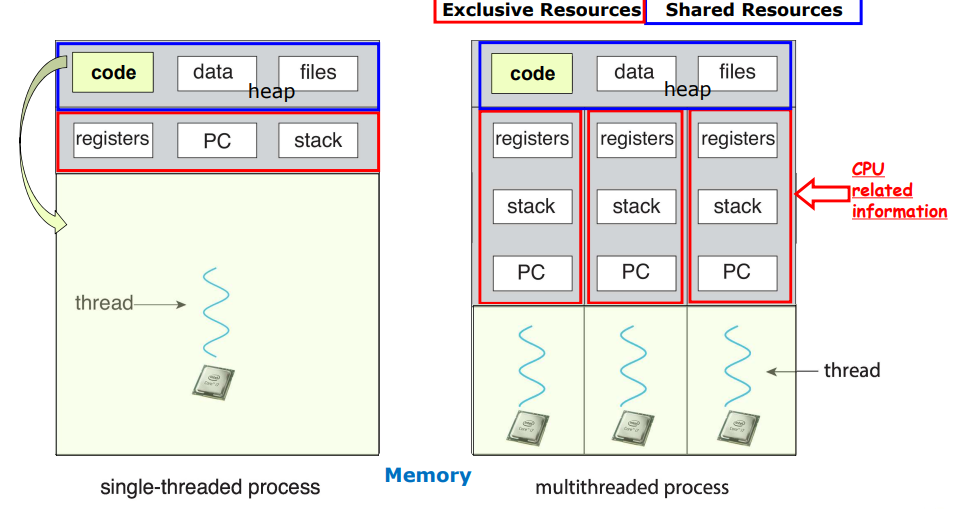 Exclusive Resources
Shared Resources
code
data
files
heap
registers
PC
stack
thread
single-threaded process
Memory
code
data
files
heap
registers
registers
registers
stack
stack
stack
PC
PC
PC
CPU
related
information
thread
multithreaded process